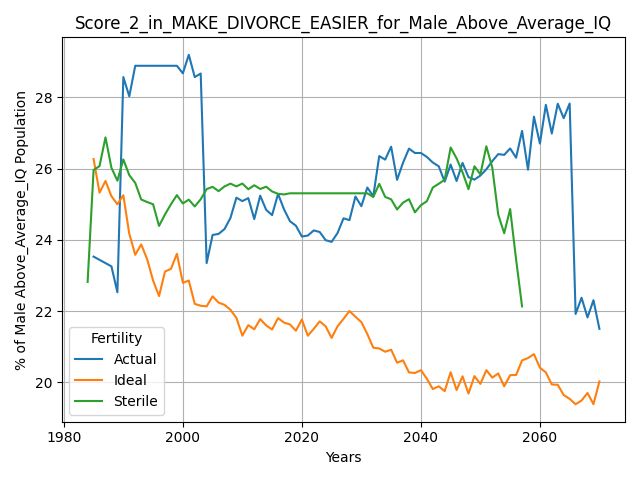 Score_2_in_MAKE_DIVORCE_EASIER_for_Male_Above_Average_IQ
% of Male Above_Average_IQ Population
28
26
24
22
20
Fertility
Actual
Ideal
Sterile
1980
2000
2020
2040
2060
Years